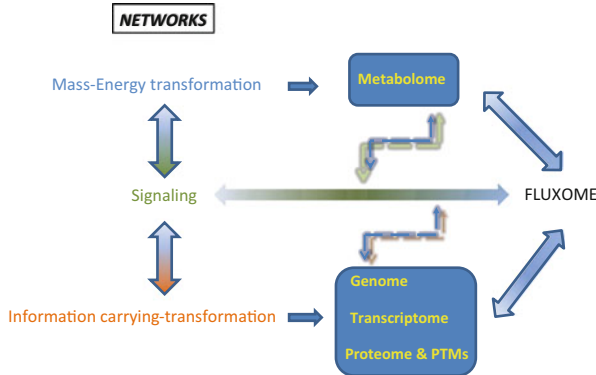 NETWORKS
Mass-Energy transformation
Metabolome
Signaling
FLUXOME
Information carrying-transformation
Genome
Transcriptome
Proteome & PTMs